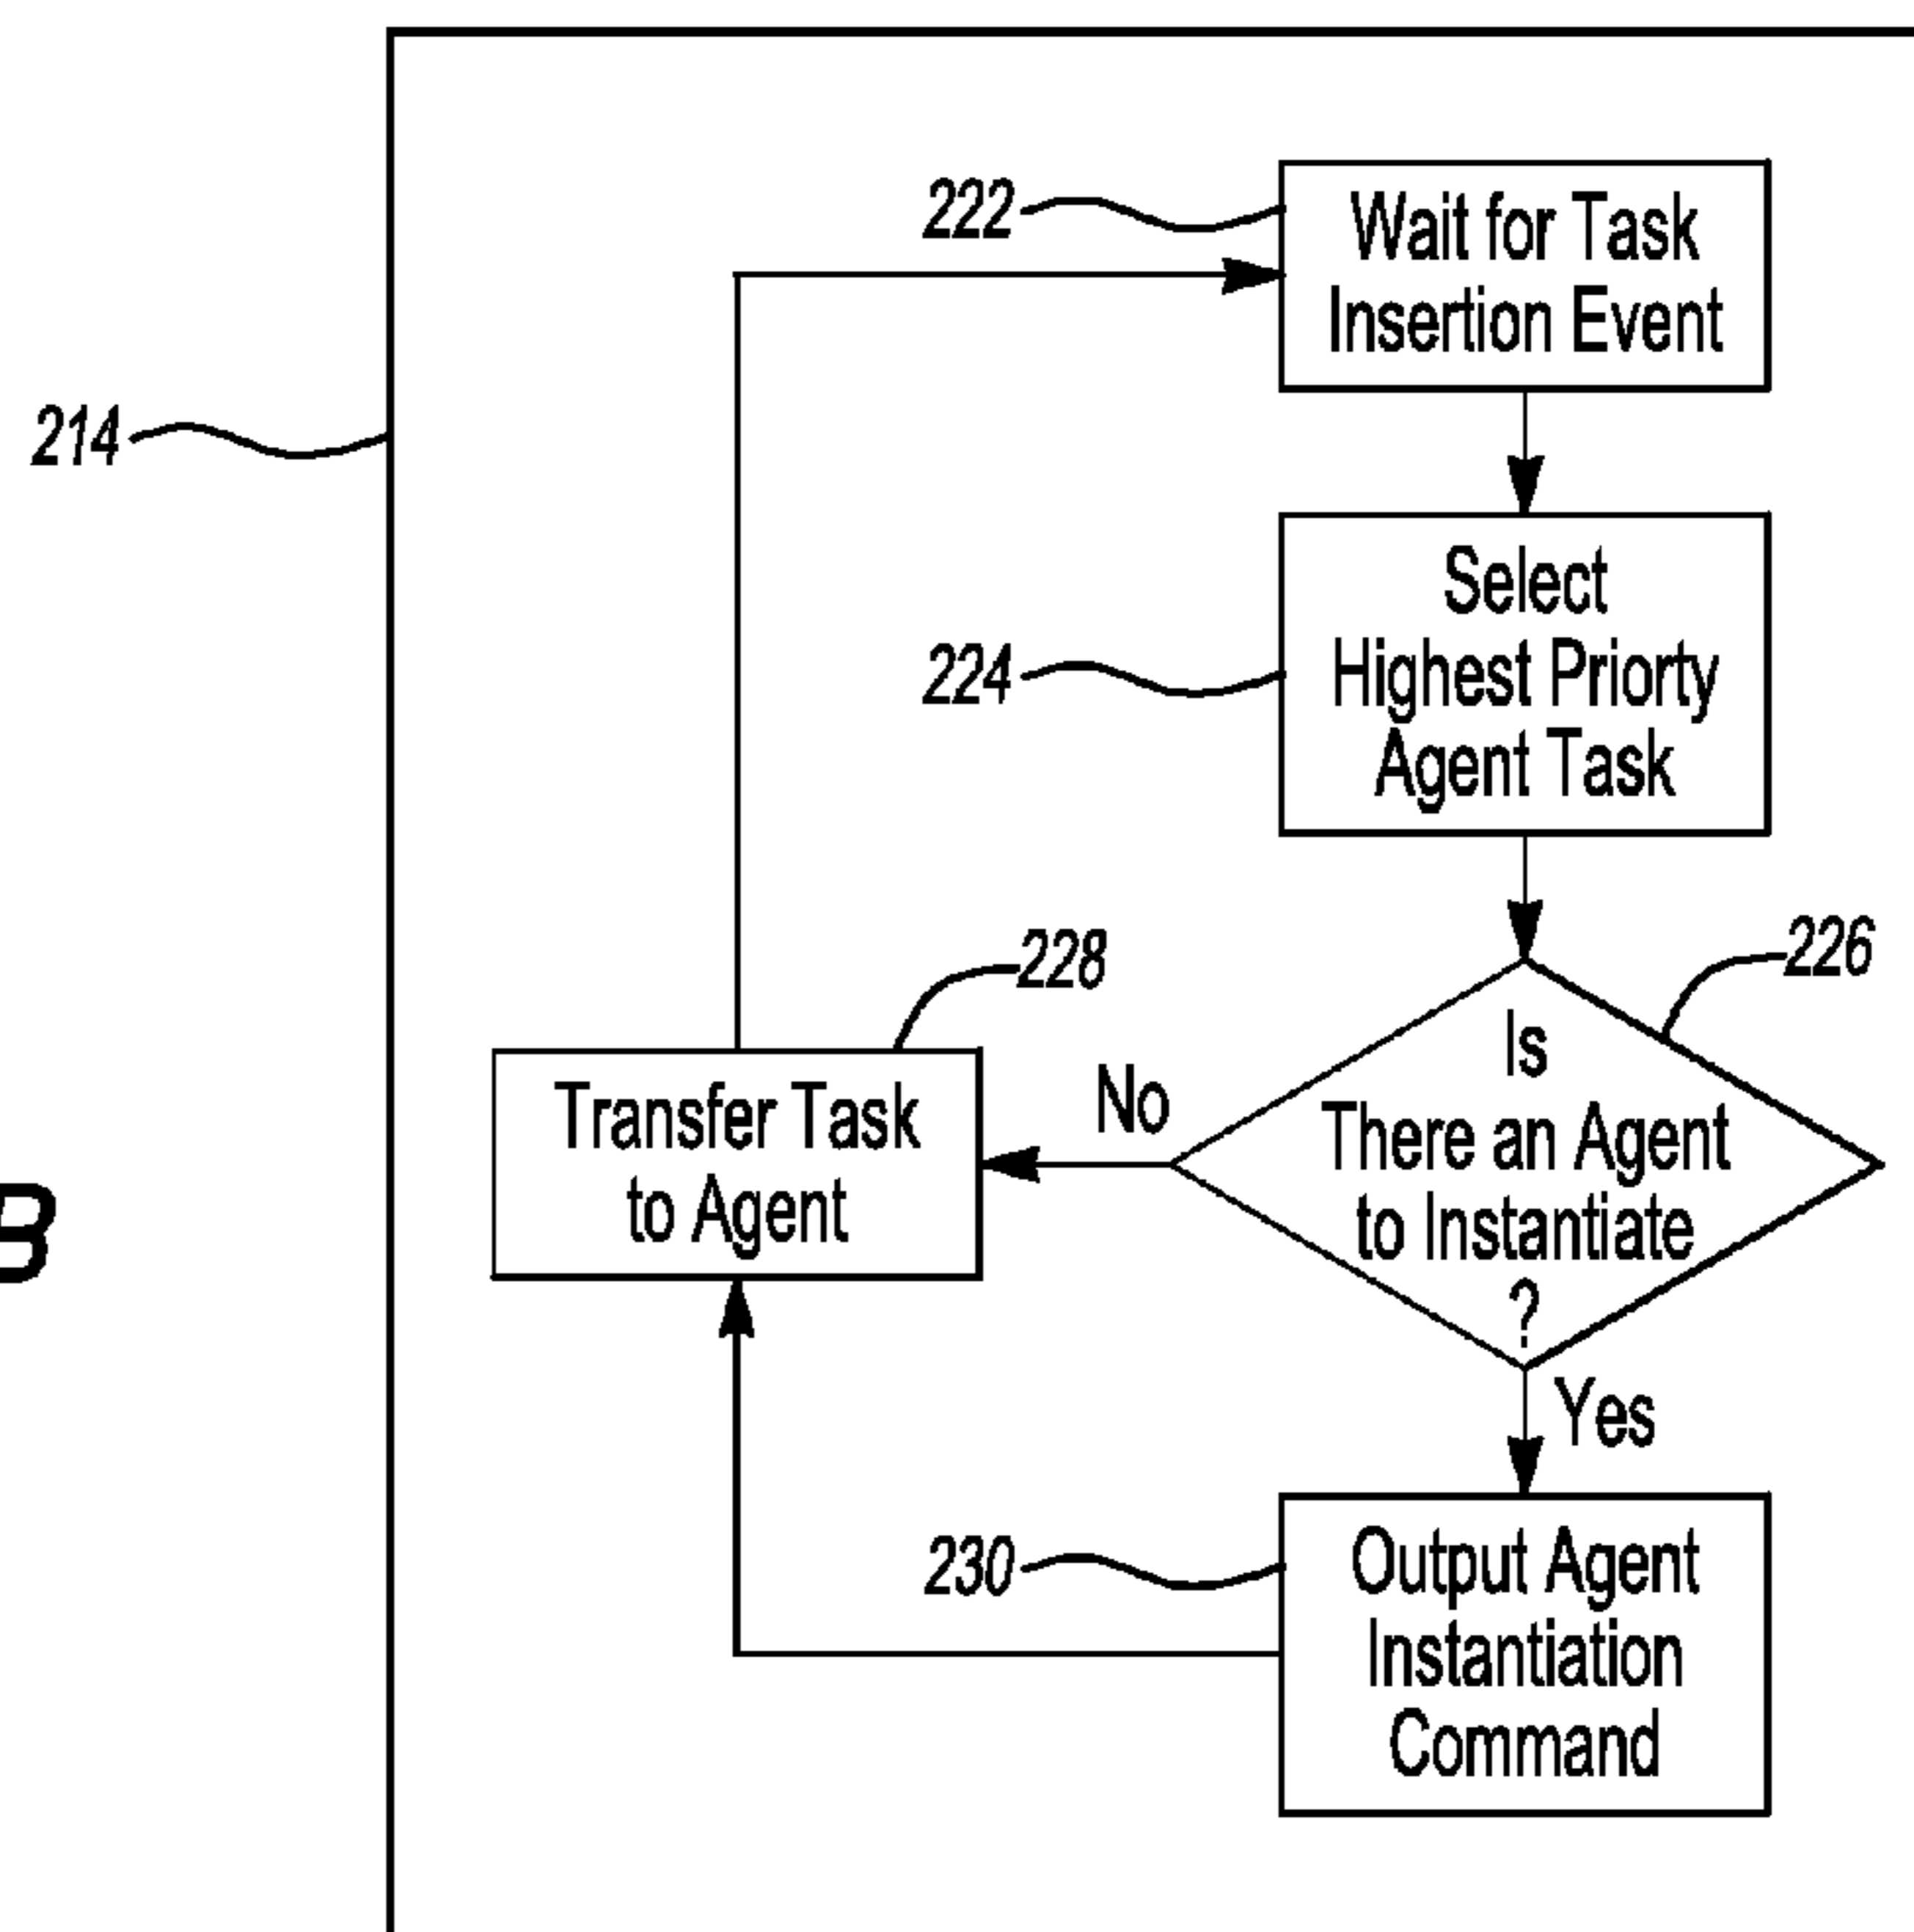 222
Wait for Task
Insertion Event
214
Select
Highest Priorty
Agent Task
224
228
226
Is
There an Agent
to Instantiate
?
No
Transfer Task
to Agent
B
Yes
230
Output Agent
Instantiation
Command